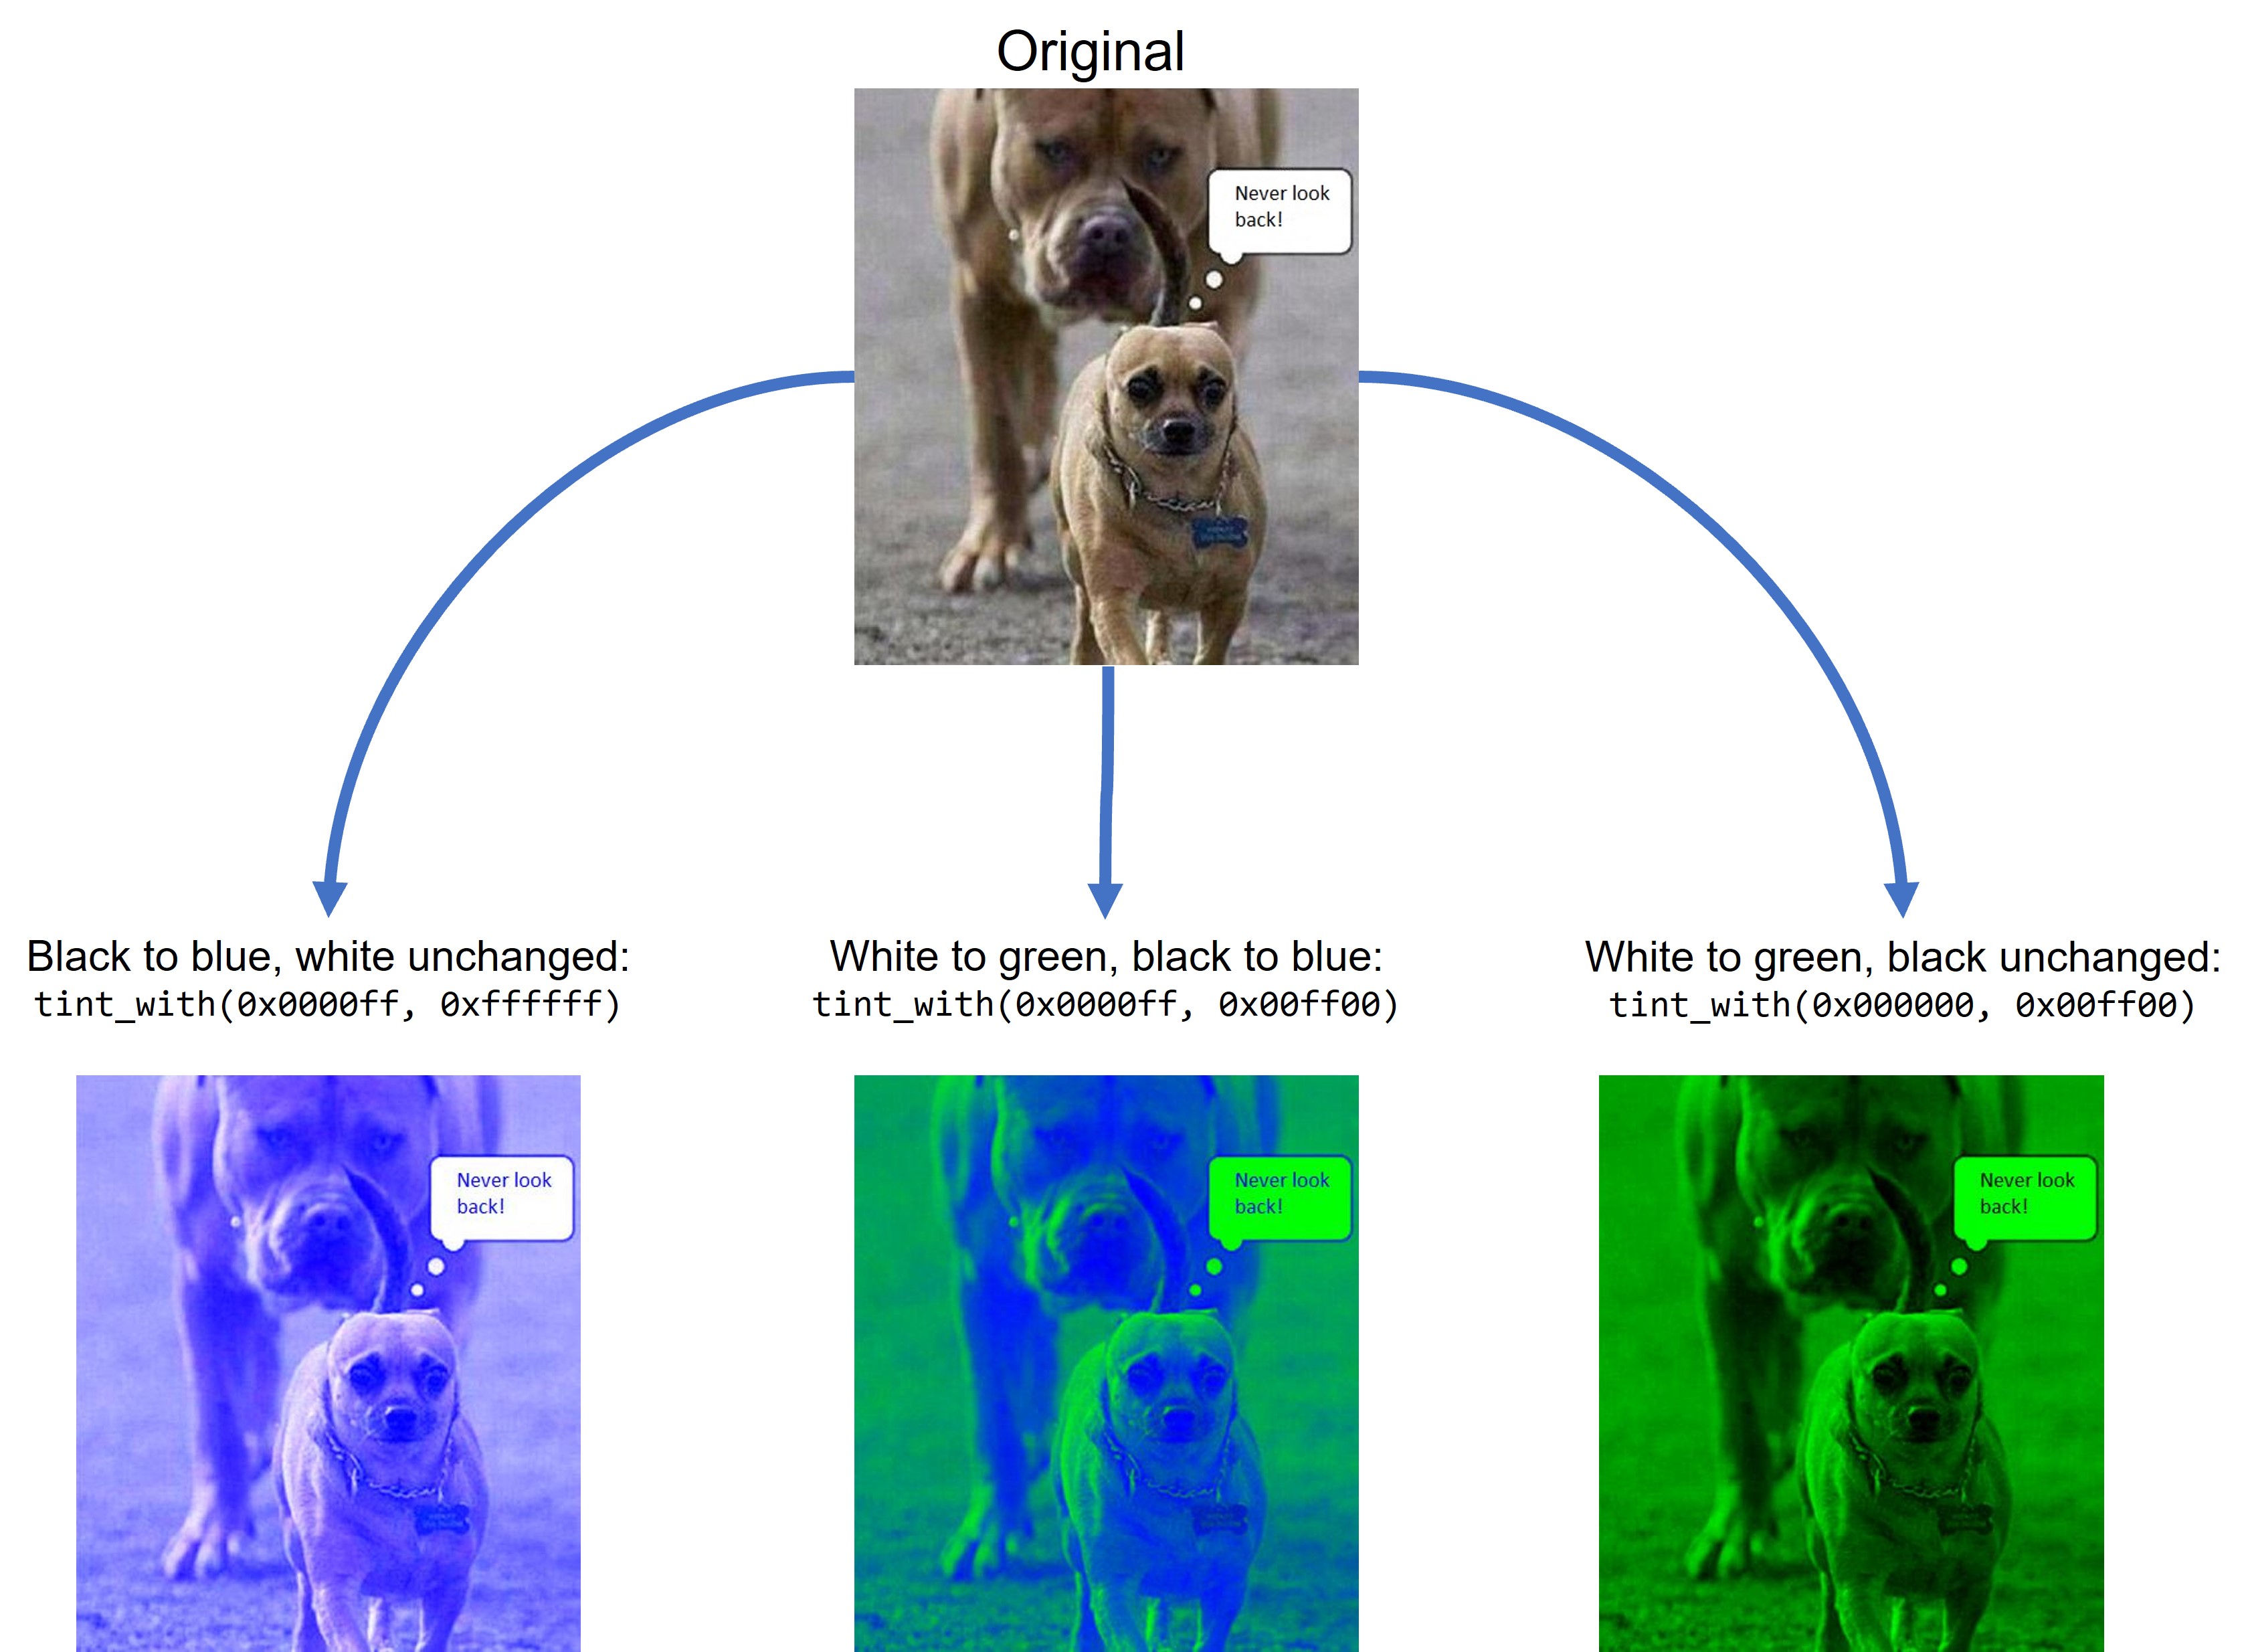 Original
Never look
back!
Black to blue, white unchanged:
tint_with(0x0000ff, 0xffffff)
White to green, black to blue:
tint_with(0x0000ff, 0x00ff00)
White to green, black unchanged:
tint_with(0x000000, 0x00ff00)
Never look
back!
Never look
back!
Never look
back!